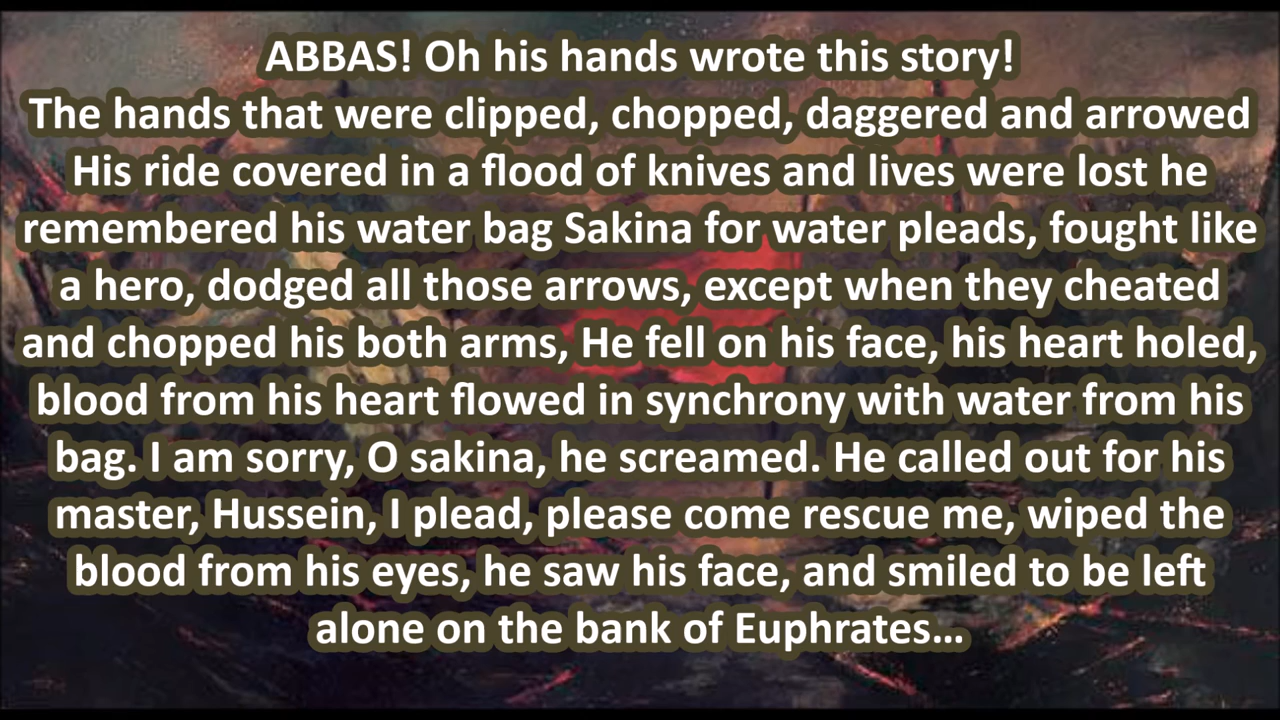 ABBAS! Oh his hands wrote this story!
The hands that were clipped, chopped, daggered and arrowed
His ride covered in a flood of knives and lives were lost he
remembered his water bag Sakina for water pleads, fought like
a hero, dodged all those arrows, except when they cheated
and chopped his both arms, He fell on his face, his heart holed,
blood from his heart flowed in synchrony with water from his
bag. I am sorry, O sakina, he screamed. He called out for his
master, Hussein, I plead, please come rescue me, wiped the
blood from his eyes, he saw his face, and smiled to be left
alone on the bank of Euphrates...